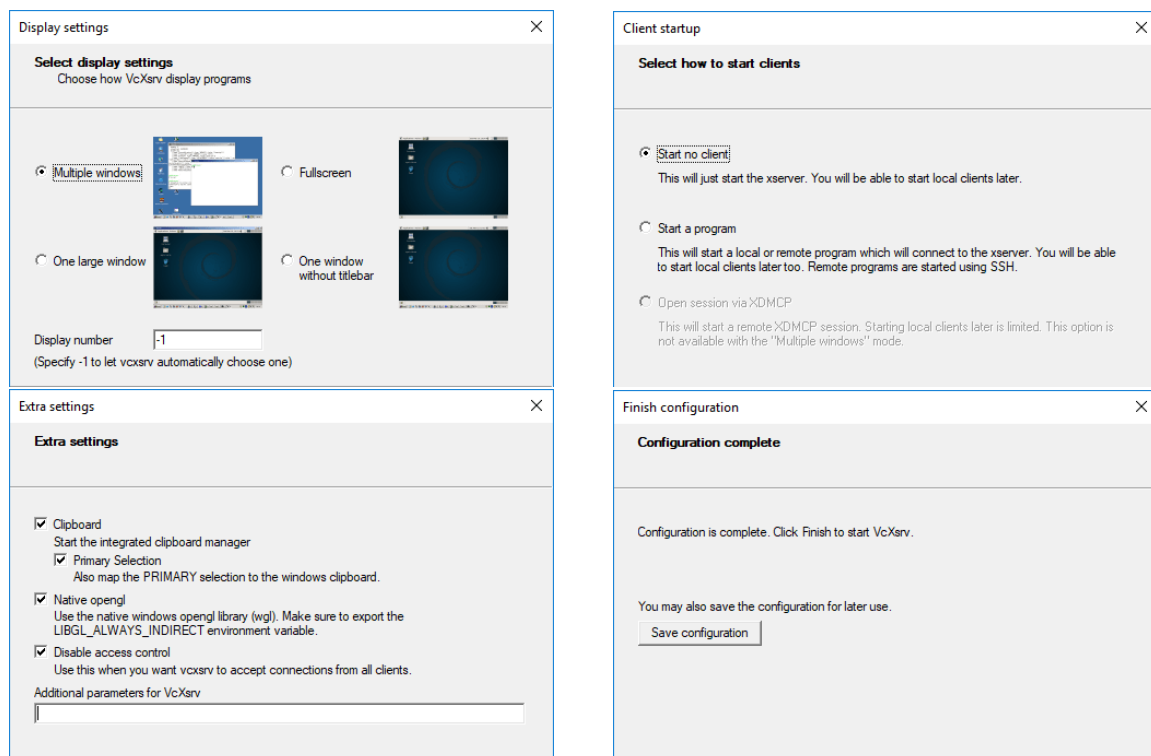 Display settings
Select display settings
Choose how VcXsrv display programs
Multiple windows
Fullscreen
One large window
One window
without titlebar
Display number
-1
(Specify -1 to let vcxsrv automatically choose one)
Client startup
Select how to start clients
Start no client
This will just start the xserver. You will be able to start local clients later.
Start a program
This will start a local or remote program which will connect to the xserver. You will be able
to start local clients later too. Remote programs are started using SSH.
Open session via XDMCP
This will start a remote XDMCP session. Starting local clients later is limited. This option is
not available with the "Multiple windows" mode.
Extra settings
Extra settings
Clipboard
Start the integrated clipboard manager
Primary Selection
Also map the PRIMARY selection to the windows clipboard.
Native opengl
Use the native windows opengl library (wgl). Make sure to export the
LIBGL_ALWAYS_INDIRECT environment variable.
Disable access control
Use this when you want vcxsrv to accept connections from all clients.
Additional parameters for VcXsrv
Finish configuration
Configuration complete
Configuration is complete. Click Finish to start VcXsrv.
You may also save the configuration for later use.
Save configuration